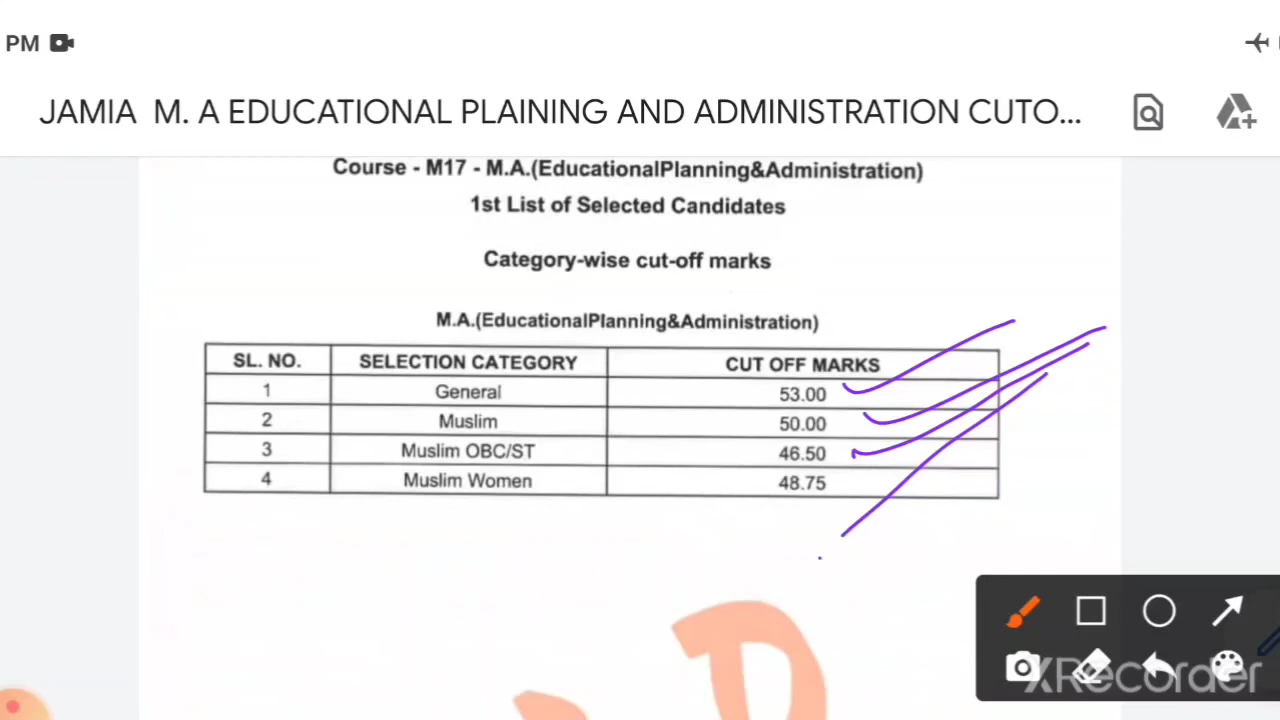 PM
JAMIA M. A EDUCATIONAL PLAINING AND ADMINISTRATION CUTO...
Course - M17 - M.A.(EducationalPlanning&Administration)
1st List of Selected Candidates
Category-wise cut-off marks
M.A.(EducationalPlanning&Administration)
SL. NO. SELECTION CATEGORY CUT OFF MARKS
1 General 53.00
2 Muslim 50.00
3 Muslim OBC/ST 46.50
4 Muslim Women 48.75
XRecorder